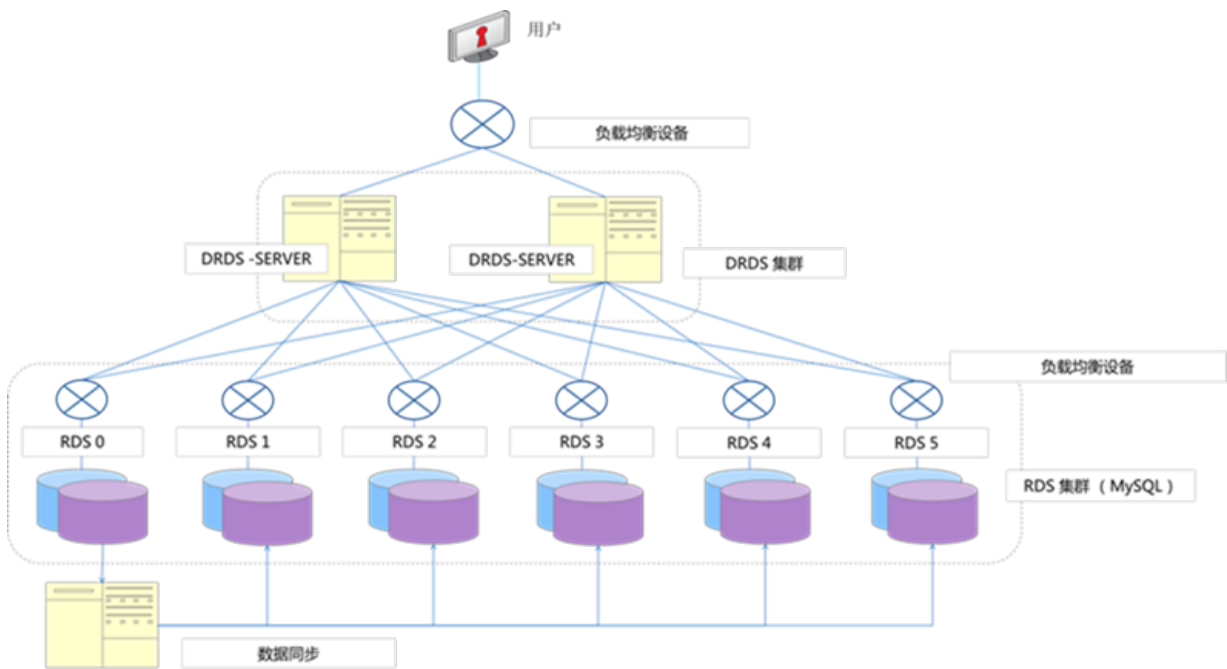 用户
负载均衡设备
DRDS -SERVER
DRDS-SERVER
DRDS 集群
负载均衡设备
RDS 0
RDS 1
RDS 2
RDS 3
RDS 4
RDS 5
RDS 集群 （ MySQL ）
数据同步